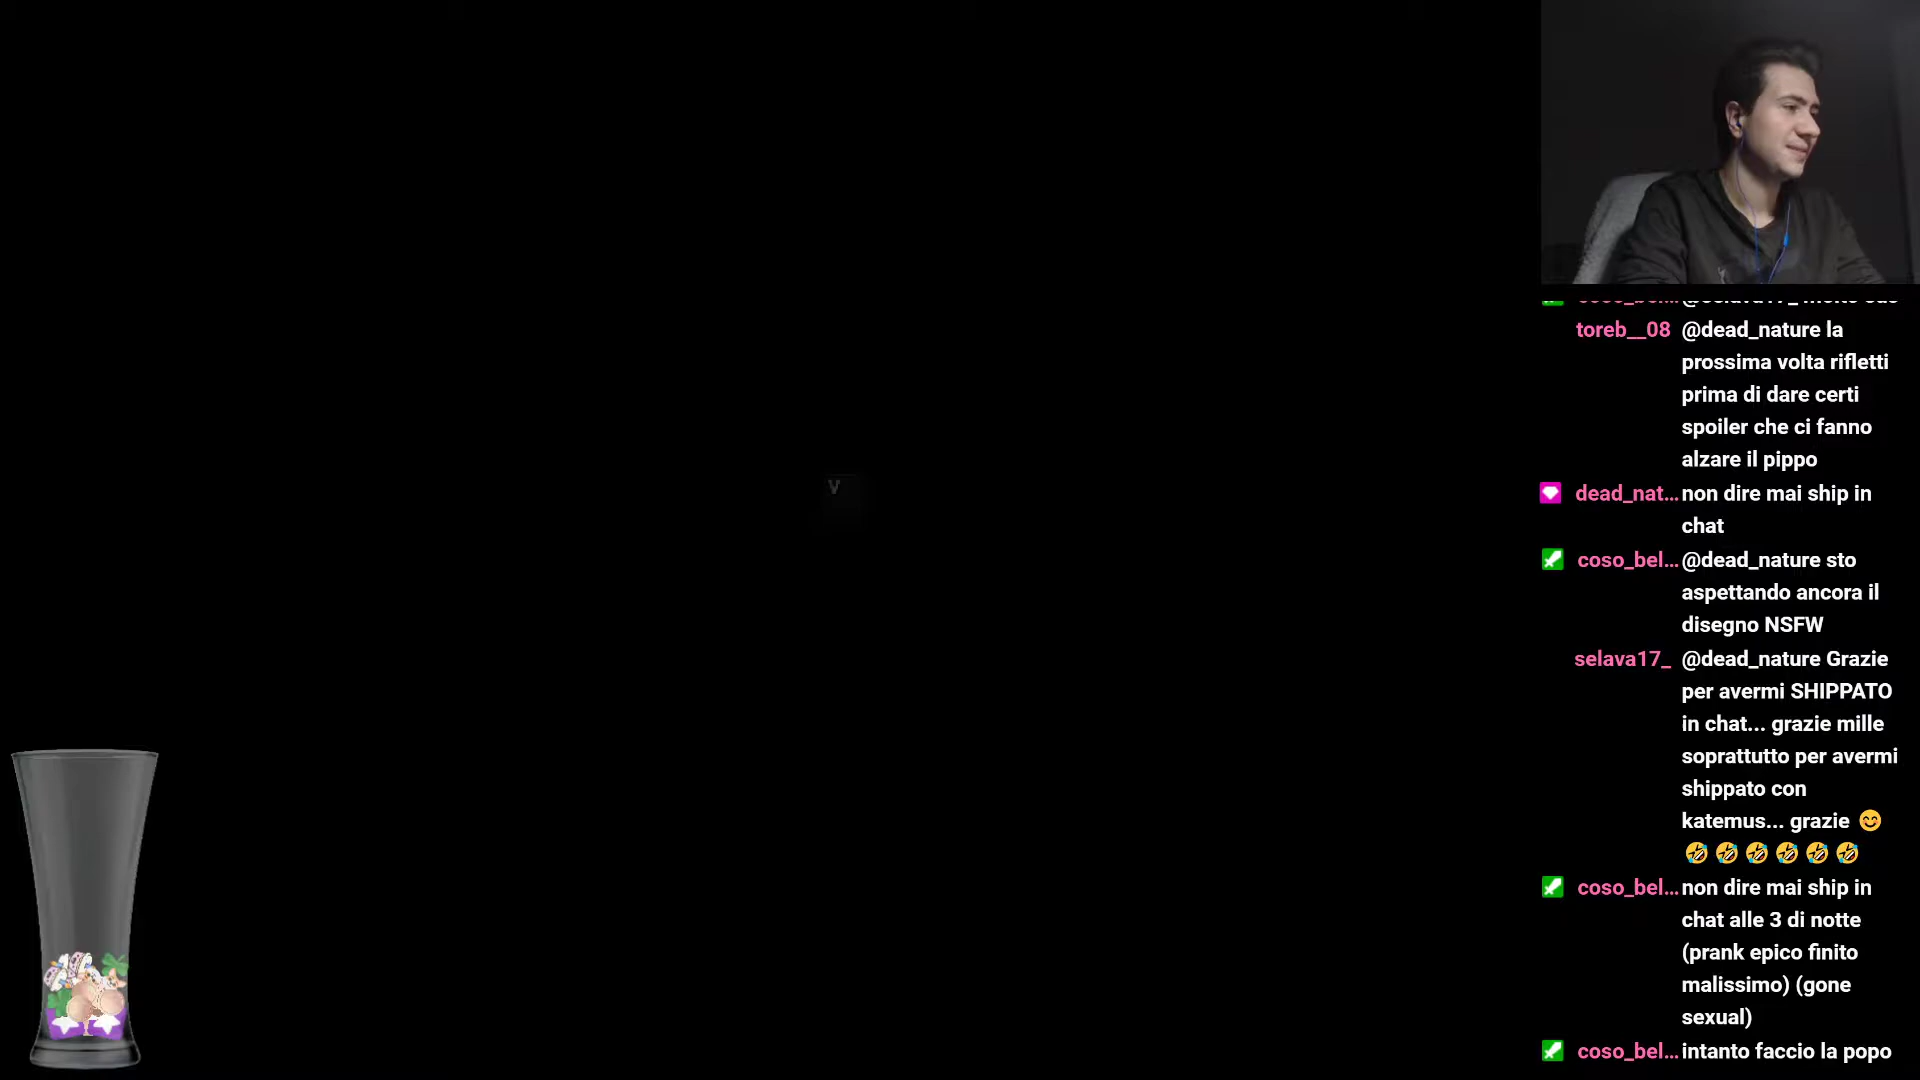 V
toreb__08 @dead_nature la
prossima volta rifletti
prima di dare certi
spoiler che ci fanno
alzare il pippo
dead_nat... non dire mai ship in
chat
coso_bel... @dead_nature sto
aspettando ancora il
disegno NSFW
selava17_ @dead_nature Grazie
per avermi SHIPPATO
in chat... grazie mille
soprattutto per avermi
shippato con
katemus... grazie 😊
🤣🤣🤣🤣🤣🤣
coso_bel... non dire mai ship in
chat alle 3 di notte
(prank epico finito
malissimo) (gone
sexual)
coso_bel... intanto faccio la popo